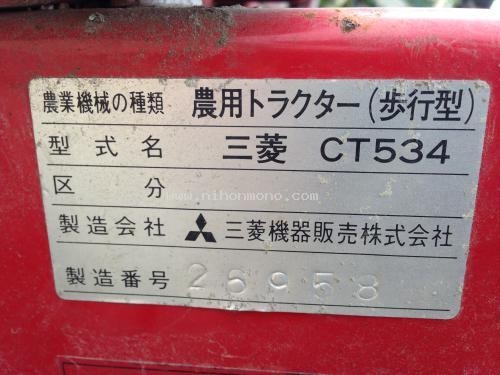 農業機械の種類 農用トラクター(歩行型)
型式名 三菱 CT534
区分
www.nihonmono.com
製造会社 三菱機器販売株式会社
製造番号 26958